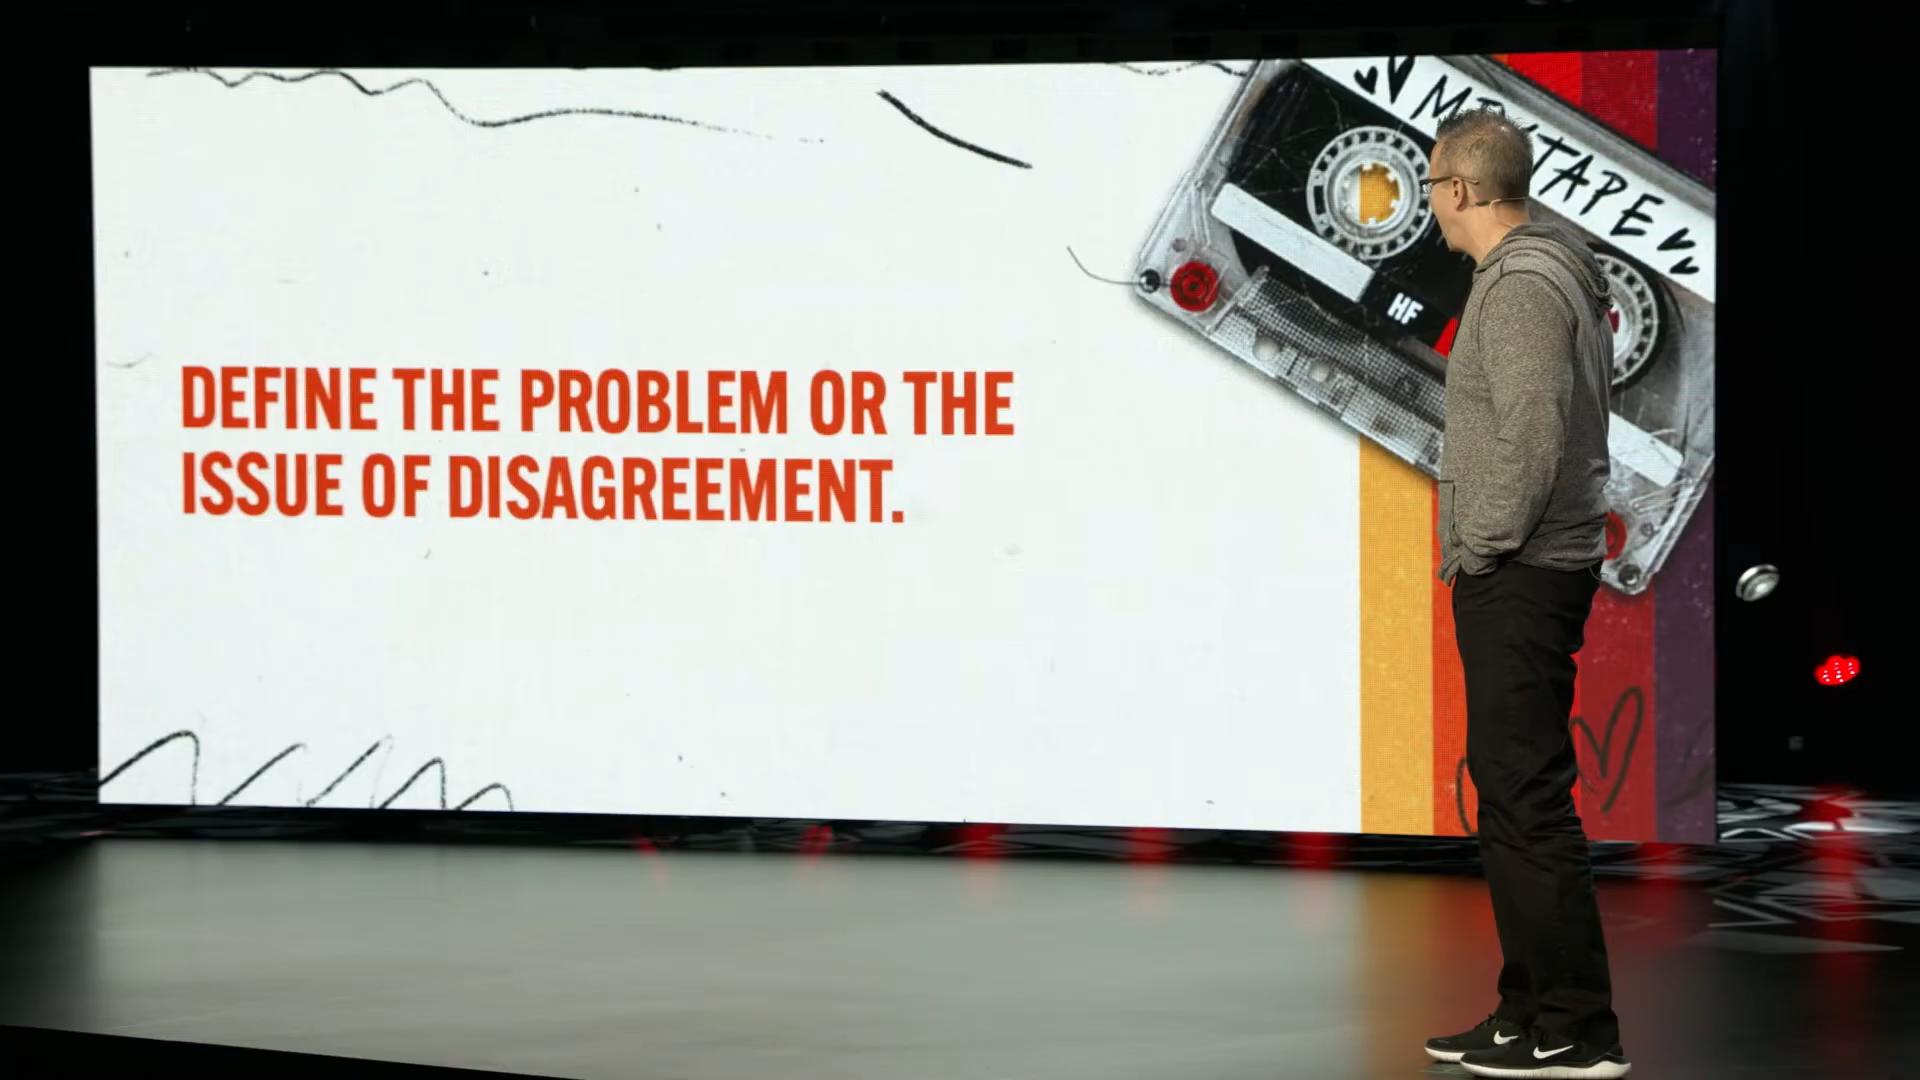 DEFINE THE PROBLEM OR THE
ISSUE OF DISAGREEMENT.
HF